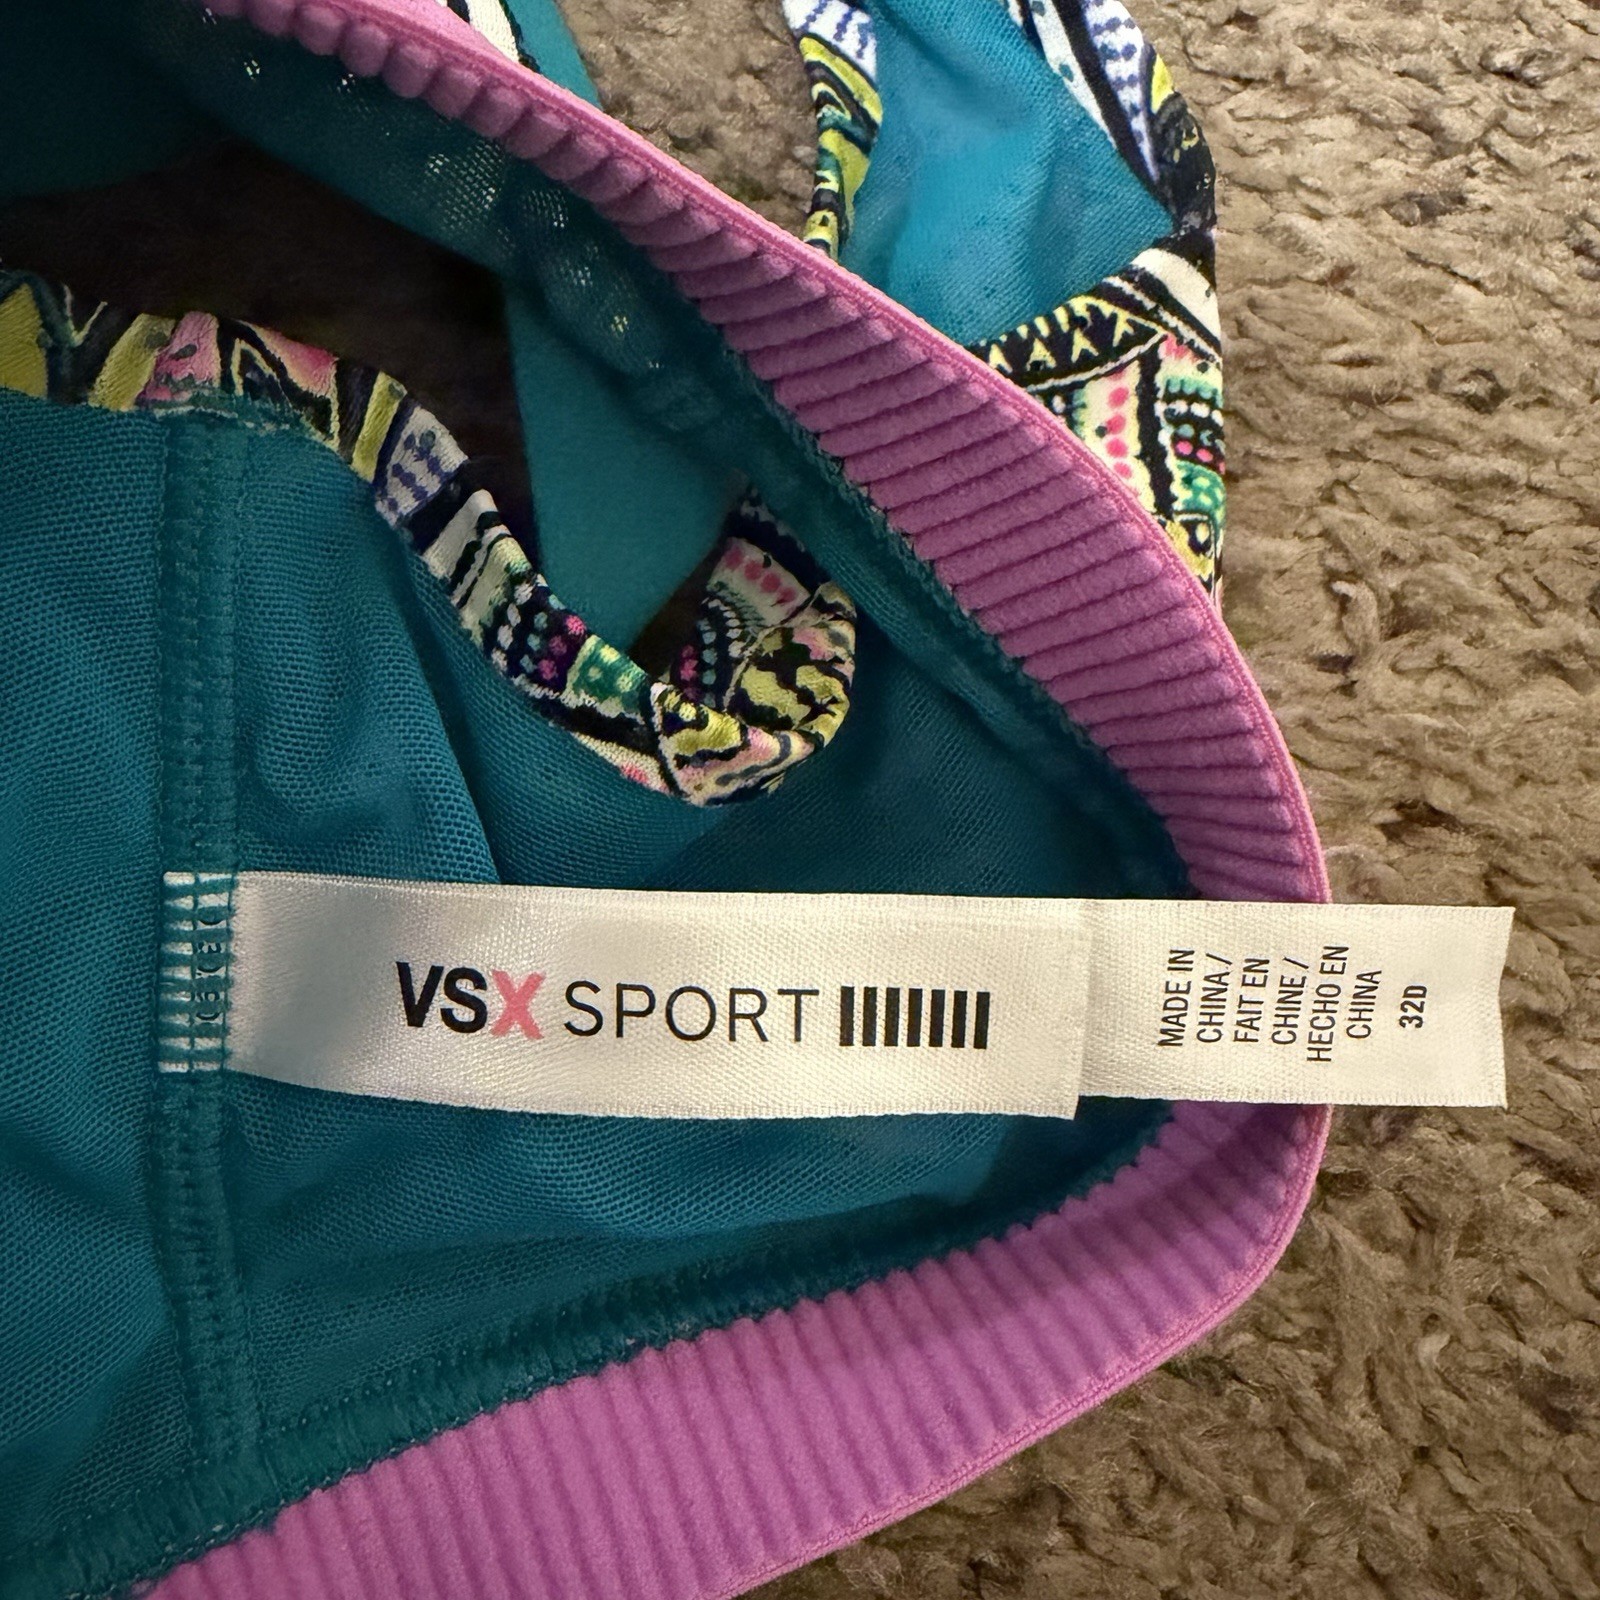 VSX SPORT
MADE IN
CHINA /
FAIT EN
CHINE /
HECHO EN
CHINA
32D